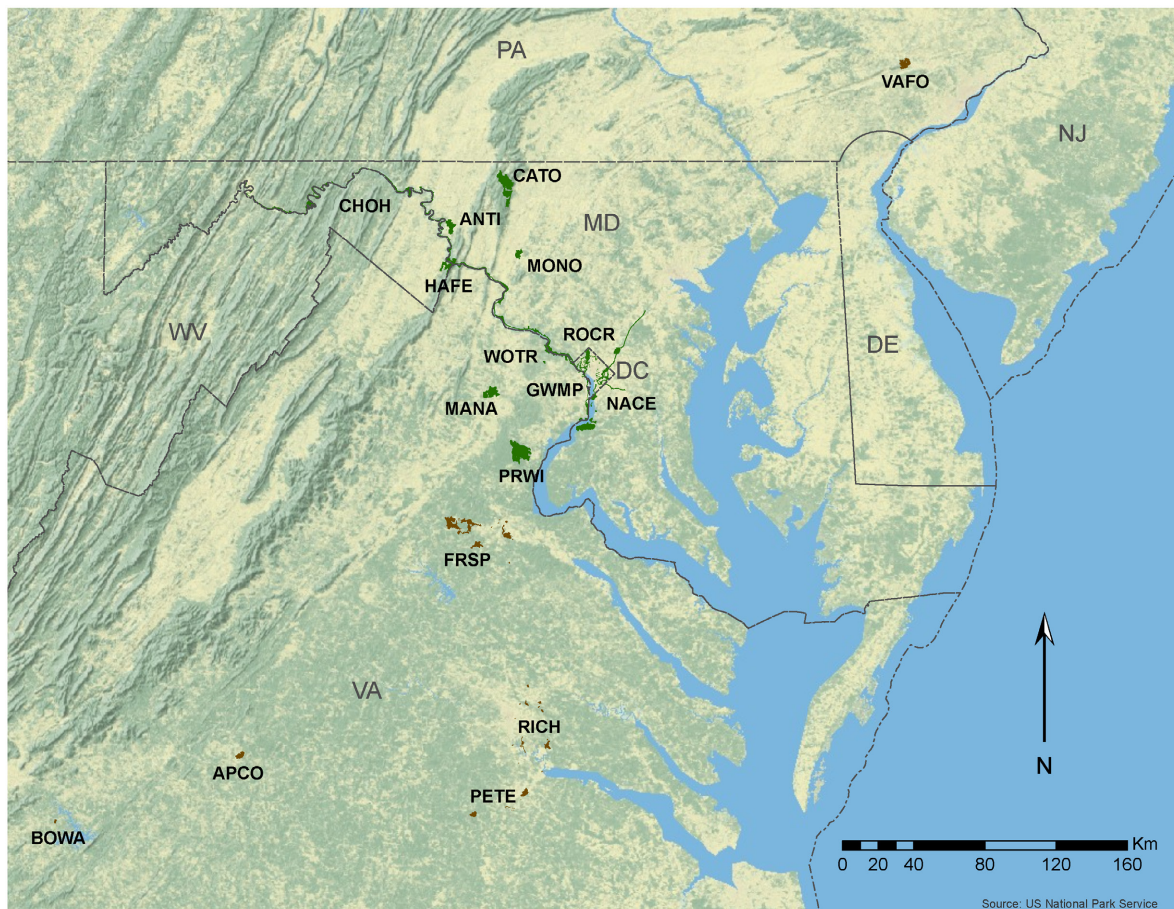 PA
VAFO
NJ
CATO
CHOH
ANTI
MD
MONO
HAFE
WV
ROCR
DE
WOTR
DC
GWMP
NACE
MANA
PRWI
FRSP
VA
RICH
APCO
PETE
N
BOWA
Km
0 20 40 80 120 160
Source: US National Park Service